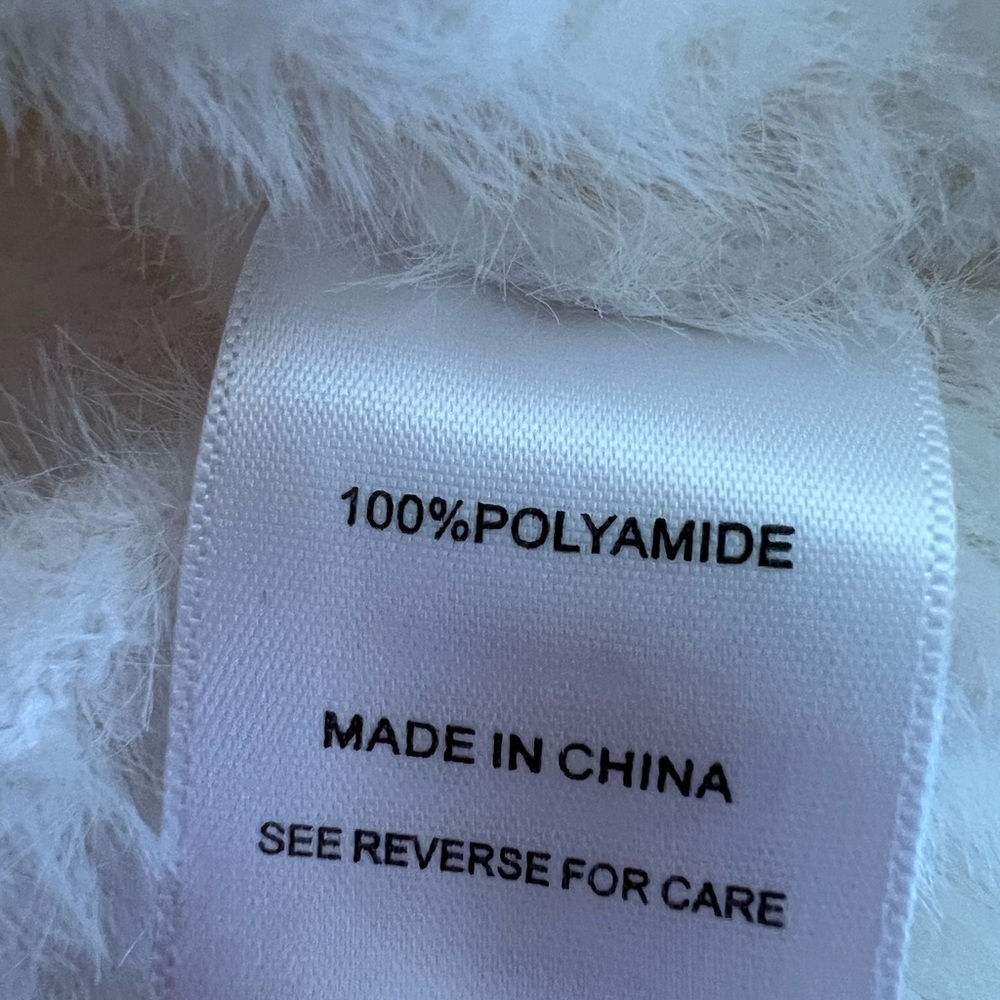 100%POLYAMIDE
MADE IN CHINA
SEE REVERSE FOR CARE